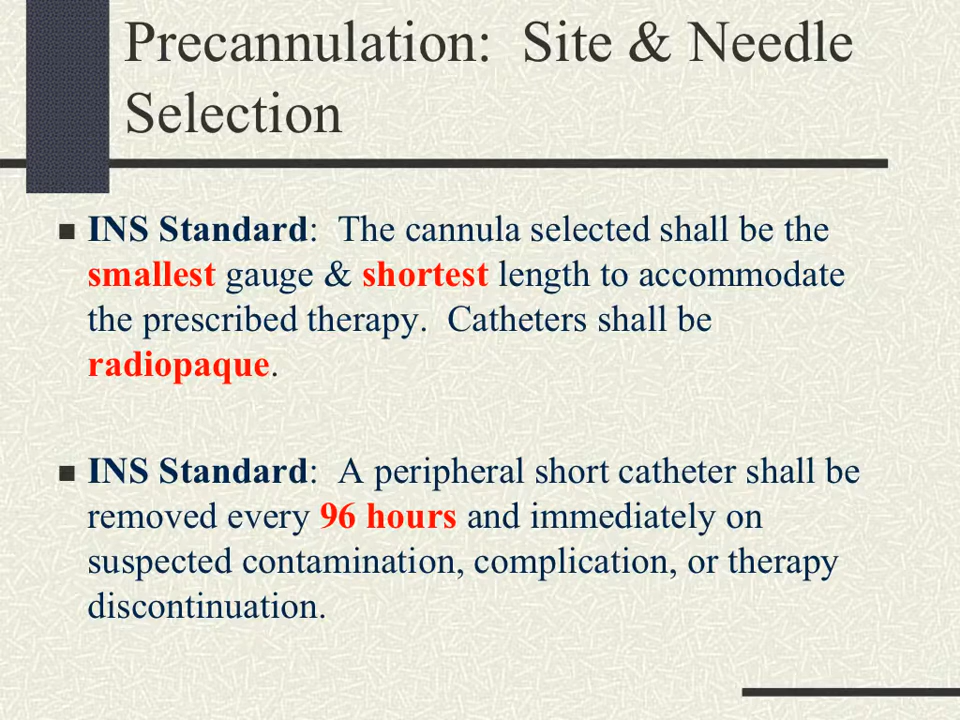 Precannulation:  Site & Needle
Selection
INS Standard:  The cannula selected shall be the
smallest gauge & shortest length to accommodate
the prescribed therapy.  Catheters shall be
radiopaque.
INS Standard:  A peripheral short catheter shall be
removed every 96 hours and immediately on
suspected contamination, complication, or therapy
discontinuation.